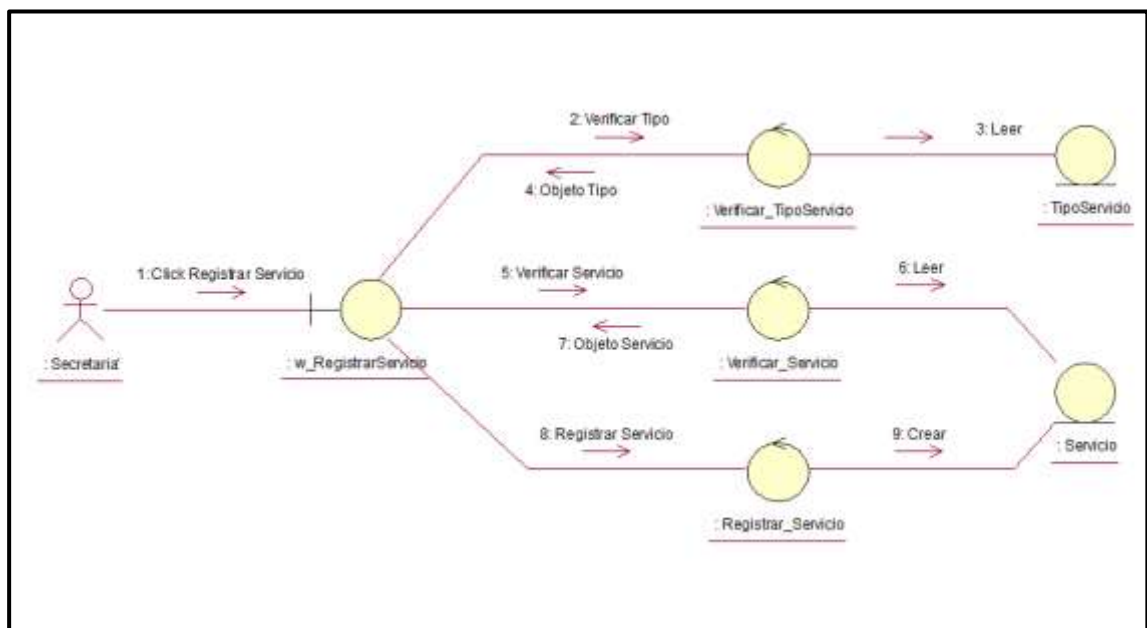 2: Verificar Tipo
3: Leer
4: Objeto Tipo
: Verificar_TipoServicio
: TipoServicio
1: Click Registrar Servicio
5: Verificar Servicio
6: Leer
7: Objeto Servicio
: Secretaria
: w_RegistrarServicio
: Verificar_Servicio
8: Registrar Servicio
9: Crear
: Servicio
: Registrar_Servicio